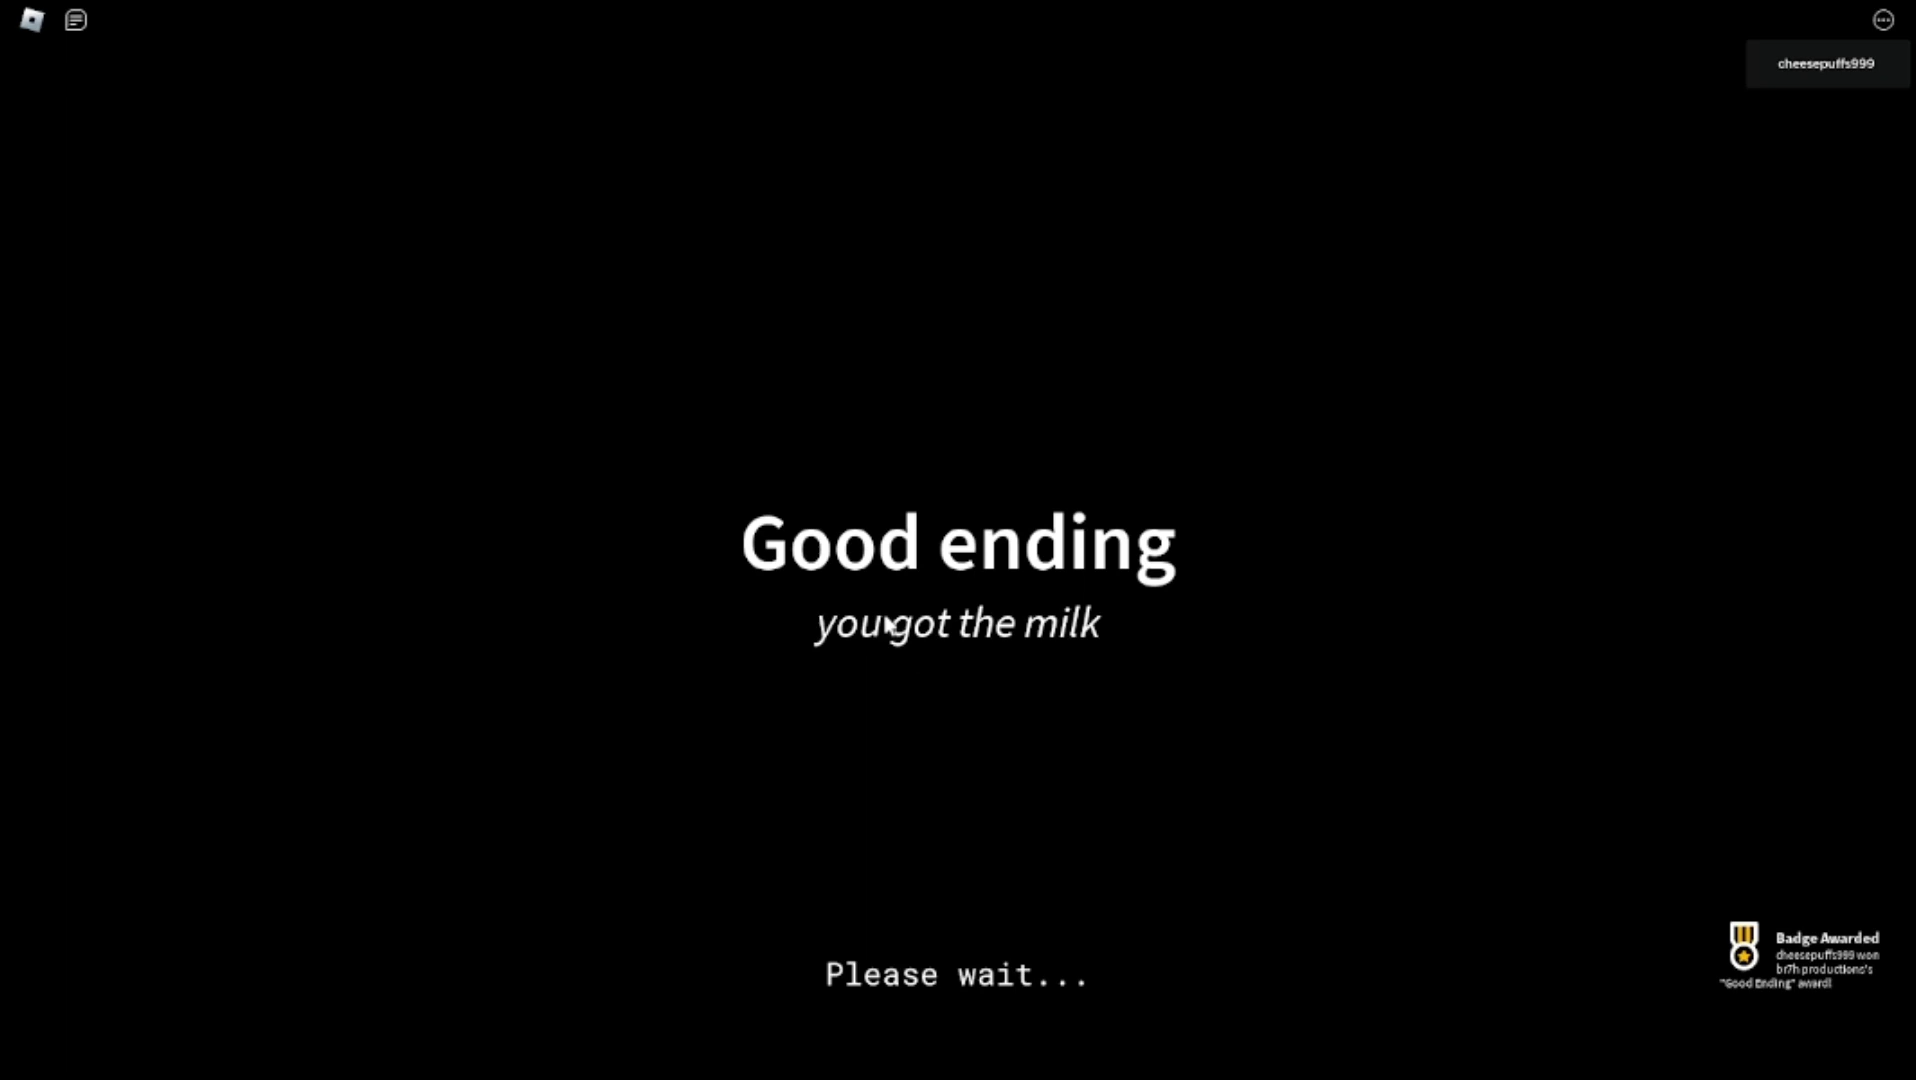 cheesepuffs999
Good ending
you got the milk
Please wait...
Badge Awarded
cheesepuffs999 won
br7h productions's
"Good Ending" award!